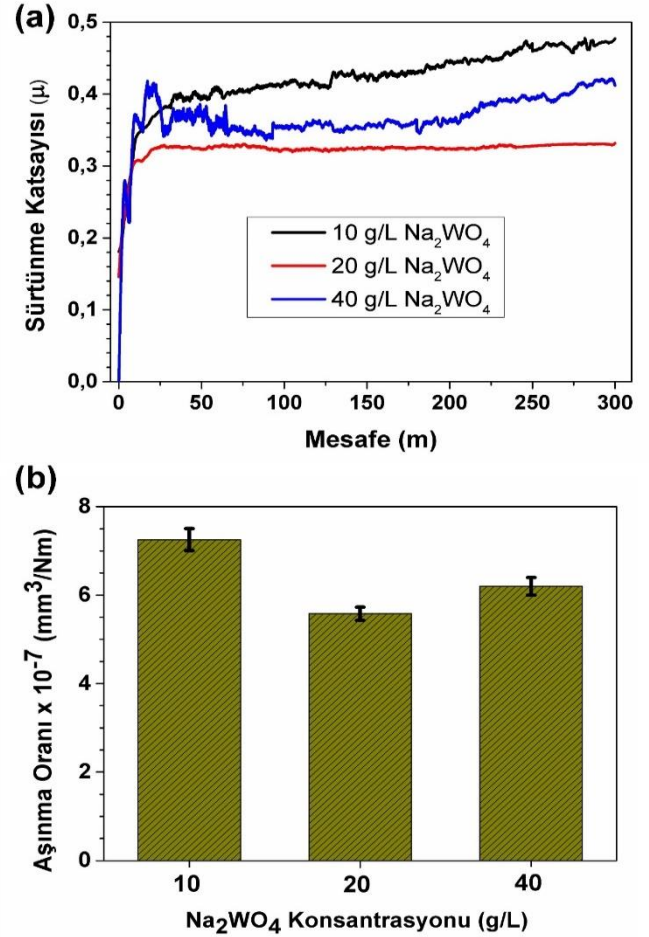 (a)
0,5
0,4
0,3
0,2
0,1
0,0
Sürtünme Katsayısı (μ)
10 g/L Na₂WO₄
20 g/L Na₂WO₄
40 g/L Na₂WO₄
0 50 100 150 200 250 300
Mesafe (m)
(b)
8
6
4
2
0
Aşınma Oranı x 10⁻⁷ (mm³/Nm)
10 20 40
Na₂WO₄ Konsantrasyonu (g/L)